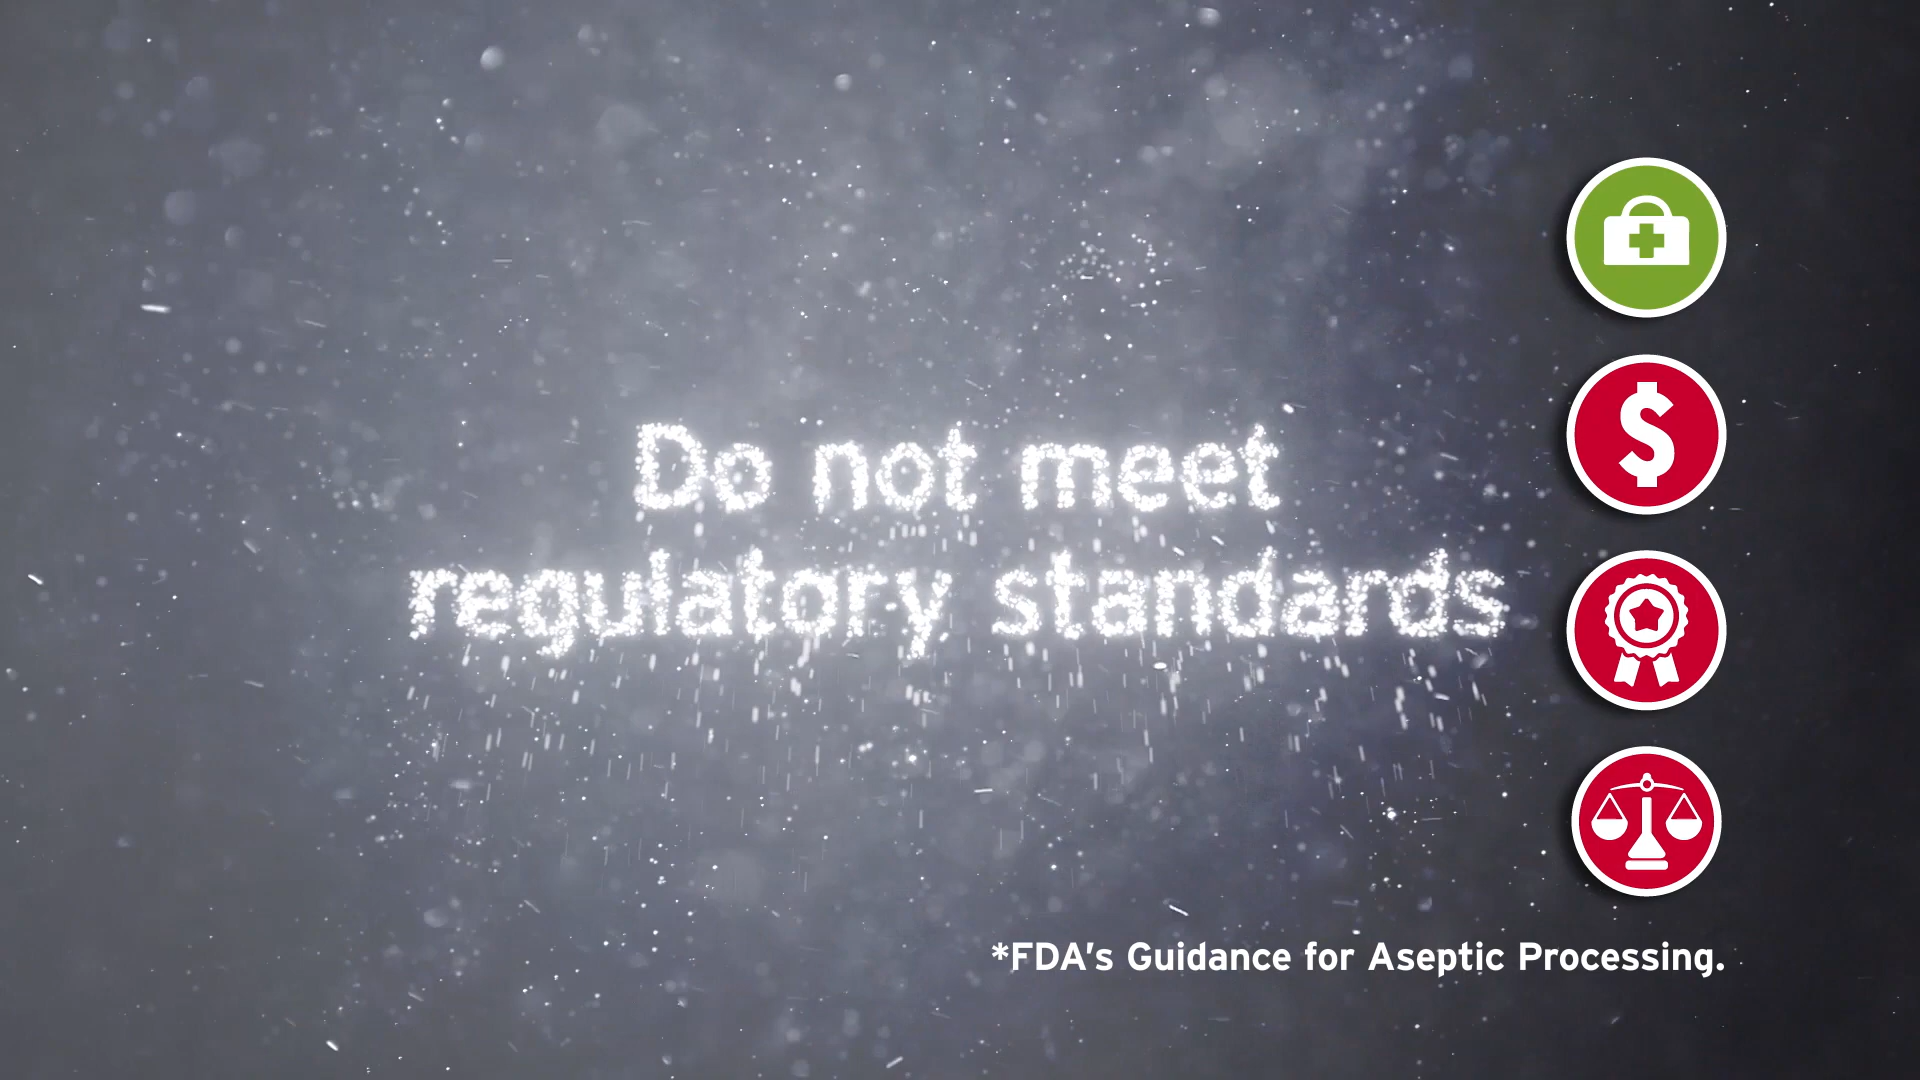 Do not meet
regulatory standards
$
*FDA's Guidance for Aseptic Processing.